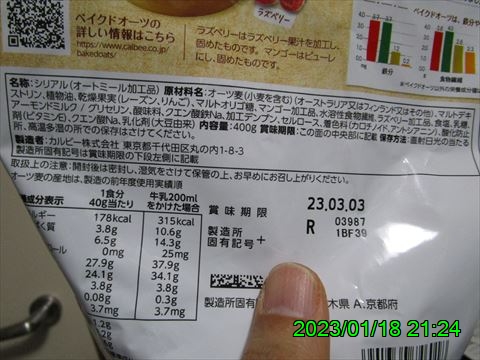 ベイクドオーツの
詳しい情報はこちら
https://www.calbee.co.jp/
bakedoats/
ラズベリー
ラズベリーはラズベリー果汁を加工し、
固めたものです。マンゴーはピューレ
にし、固めたものです。
鉄分
食物繊維
名称:シリアル(オートミール加工品) 原材料名:オーツ麦(小麦を含む)(オーストラリア又はフィンランド又はその他)、マルトデキ
ストリン、植物油、乾燥果実(レーズン、りんご)、マルトオリゴ糖、マンゴー加工品、水溶性食物繊維、ラズベリー加工品、食塩、乳糖、
アーモンドミルク / グリセリン、酸味料、クエン酸鉄Na、加工デンプン、セルロース、着色料(カロチノイド、アントシアニン)、酸化防止
剤(ビタミンE)、クエン酸Na、乳化剤(大豆由来) 内容量:400g 賞味期限:この面の中央部に記載 保存方法:直射日光の当たる
所、高温多湿の所での保存はさけてください。
製造者:カルビー株式会社 東京都千代田区丸の内1-8-3
製造所固有記号は賞味期限の下段左側に記載
取扱上の注意:開封後は密封し、湿気をさけて保管の上、お早めにお召し上がりください。
オーツ麦の産地は、製造の前年度使用実績順
成分表示 1食分 40g当たり 牛乳200ml をかけた場合
ルギー 178kcal 315kcal
く質 3.8g 10.6g
6.5g 14.3g
ロール 0mg 25mg
27.9g 37.9g
24.1g 34.1g
3.8g 3.8g
0.08g 0.3g
3.7mg 3.7mg
1.2g
賞味期限 23.03.03
製造所
固有記号+
R 03987
1BF39
製造所固有
木県 A.京都府
2023/01/18 21:24